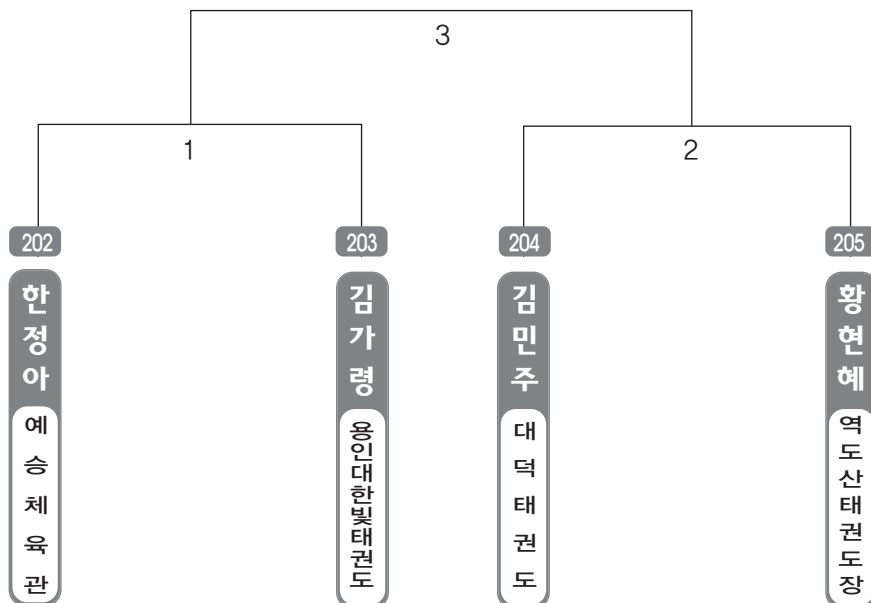 3
1
2
202
203
204
205
한정아
김가령
김민주
황현혜
예승체육관
용인대한빛태권도
대덕태권도
역도산태권도장